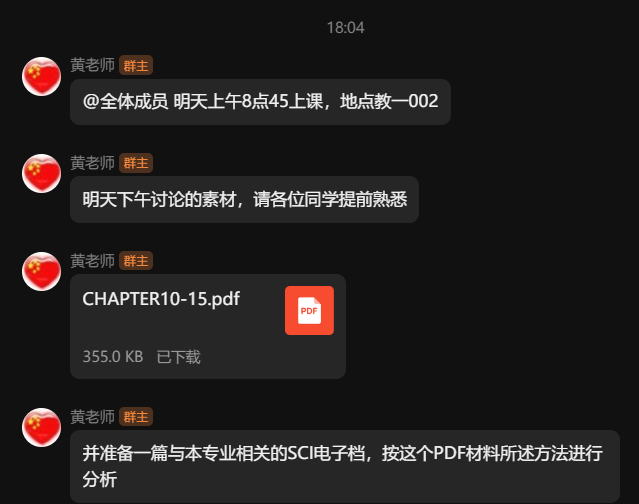 18:04
黄老师 群主
@全体成员 明天上午8点45上课，地点教一002
黄老师 群主
明天下午讨论的素材，请各位同学提前熟悉
黄老师 群主
CHAPTER10-15.pdf
PDF
355.0 KB 已下载
黄老师 群主
并准备一篇与本专业相关的SCI电子档，按这个PDF材料所述方法进行
分析